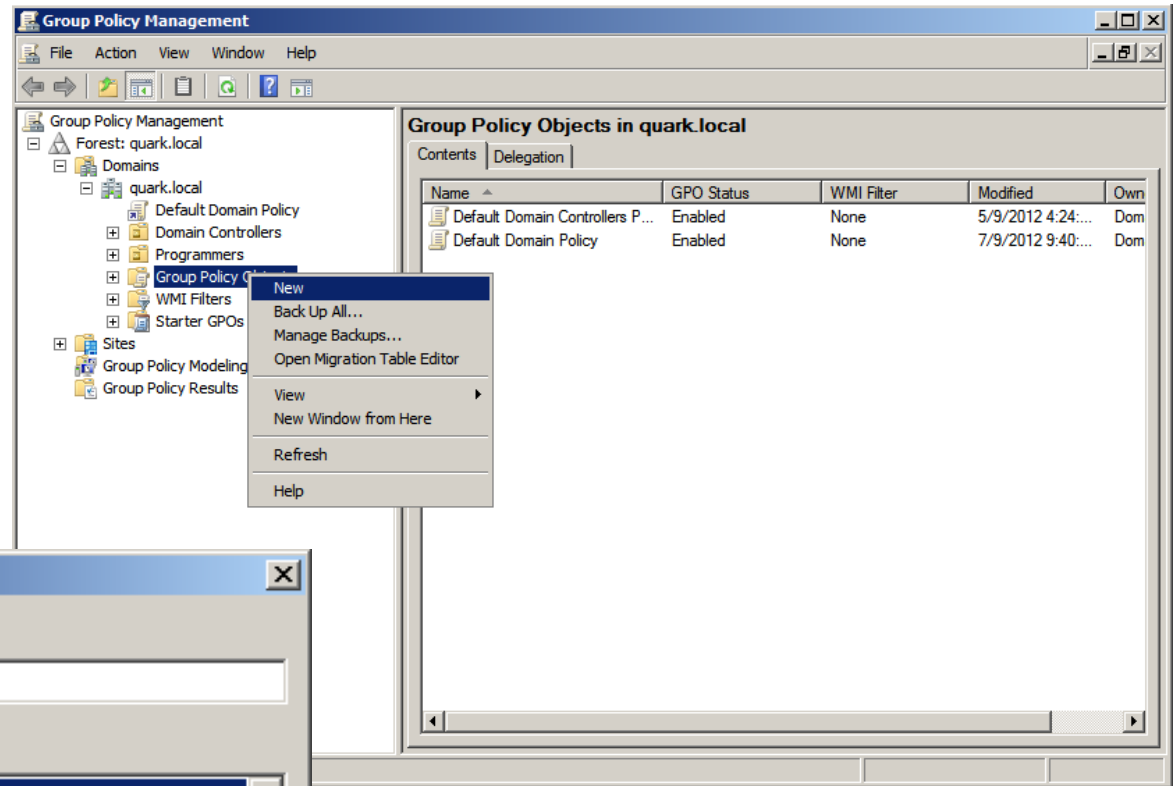 Group Policy Management
File Action View Window Help
Group Policy Management
Forest: quark.local
Domains
quark.local
Default Domain Policy
Domain Controllers
Programmers
Group Policy
WMI Filters
Starter GPOs
Sites
Group Policy Modeling
Group Policy Results
New
Back Up All...
Manage Backups...
Open Migration Table Editor
View
New Window from Here
Refresh
Help
Group Policy Objects in quark.local
Contents Delegation
Name GPO Status WMI Filter Modified Own
Default Domain Controllers P... Enabled None 5/9/2012 4:24:... Dom
Default Domain Policy Enabled None 7/9/2012 9:40:... Dom